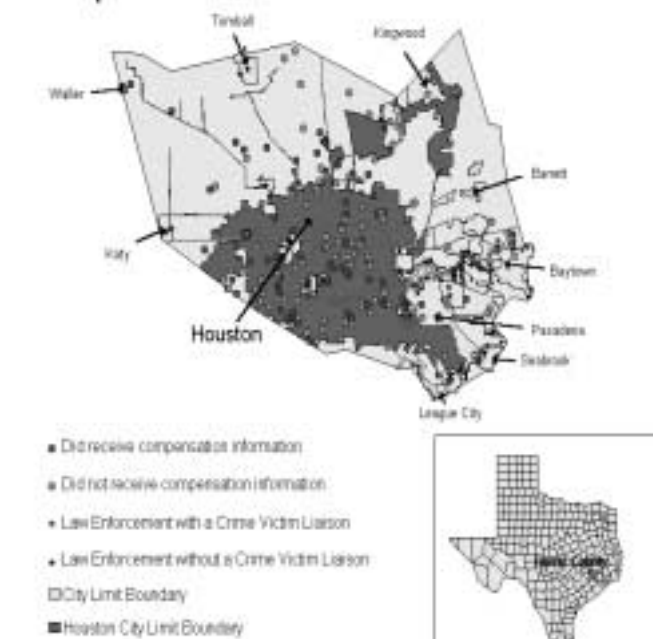 Tomball
Kingwood
Waller
Barrett
Katy
Baytown
Houston
Pasadena
Seabrook
League City
Did receive compensation information
Did not receive compensation information
Law Enforcement with a Crime Victim Liaison
Law Enforcement without a Crime Victim Liaison
City Limit Boundary
Houston City Limit Boundary
Harris County